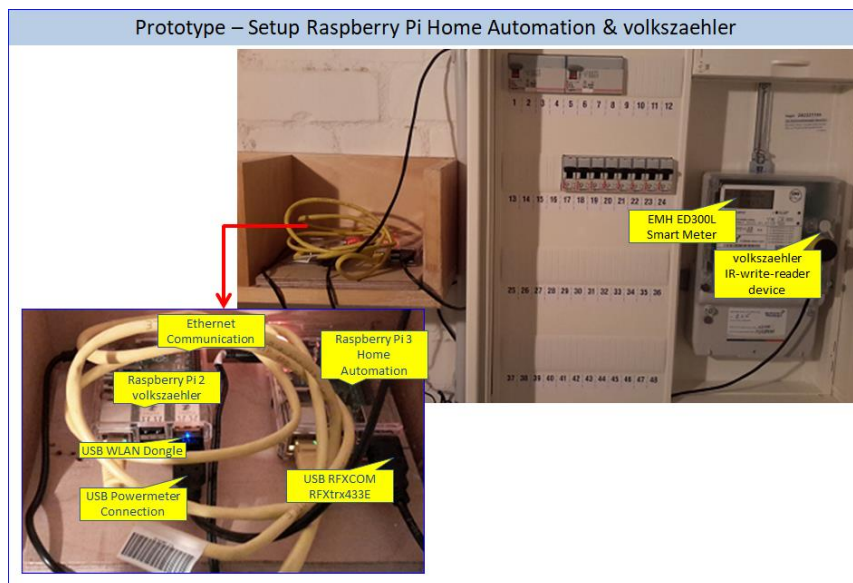 Prototype – Setup Raspberry Pi Home Automation & volkszaehler
1 2 3 4 5 6 7 8 9 10 11 12
13 14 15 16 17 18 19 20 21 22 23 24
EMH ED300L
Smart Meter
volkszaehler
IR-write-reader
device
25 26 27 28 29 30 31 32 33 34 35 36
37 38 39 40 41 42 43 44 45 46 47 48
Ethernet
Communication
Raspberry Pi 3
Home
Automation
Raspberry Pi 2
volkszaehler
USB WLAN Dongle
USB Powermeter
Connection
USB RFXCOM
RFXtrx433E